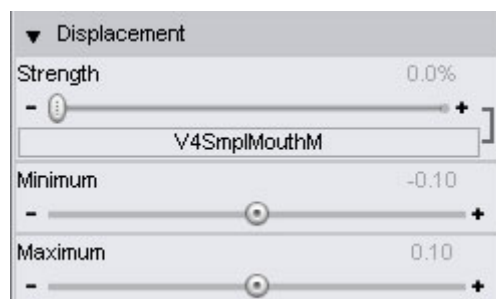 ▼ Displacement
Strength 0.0%
- +
V4SmplMouthM
Minimum -0.10
- +
Maximum 0.10
- +